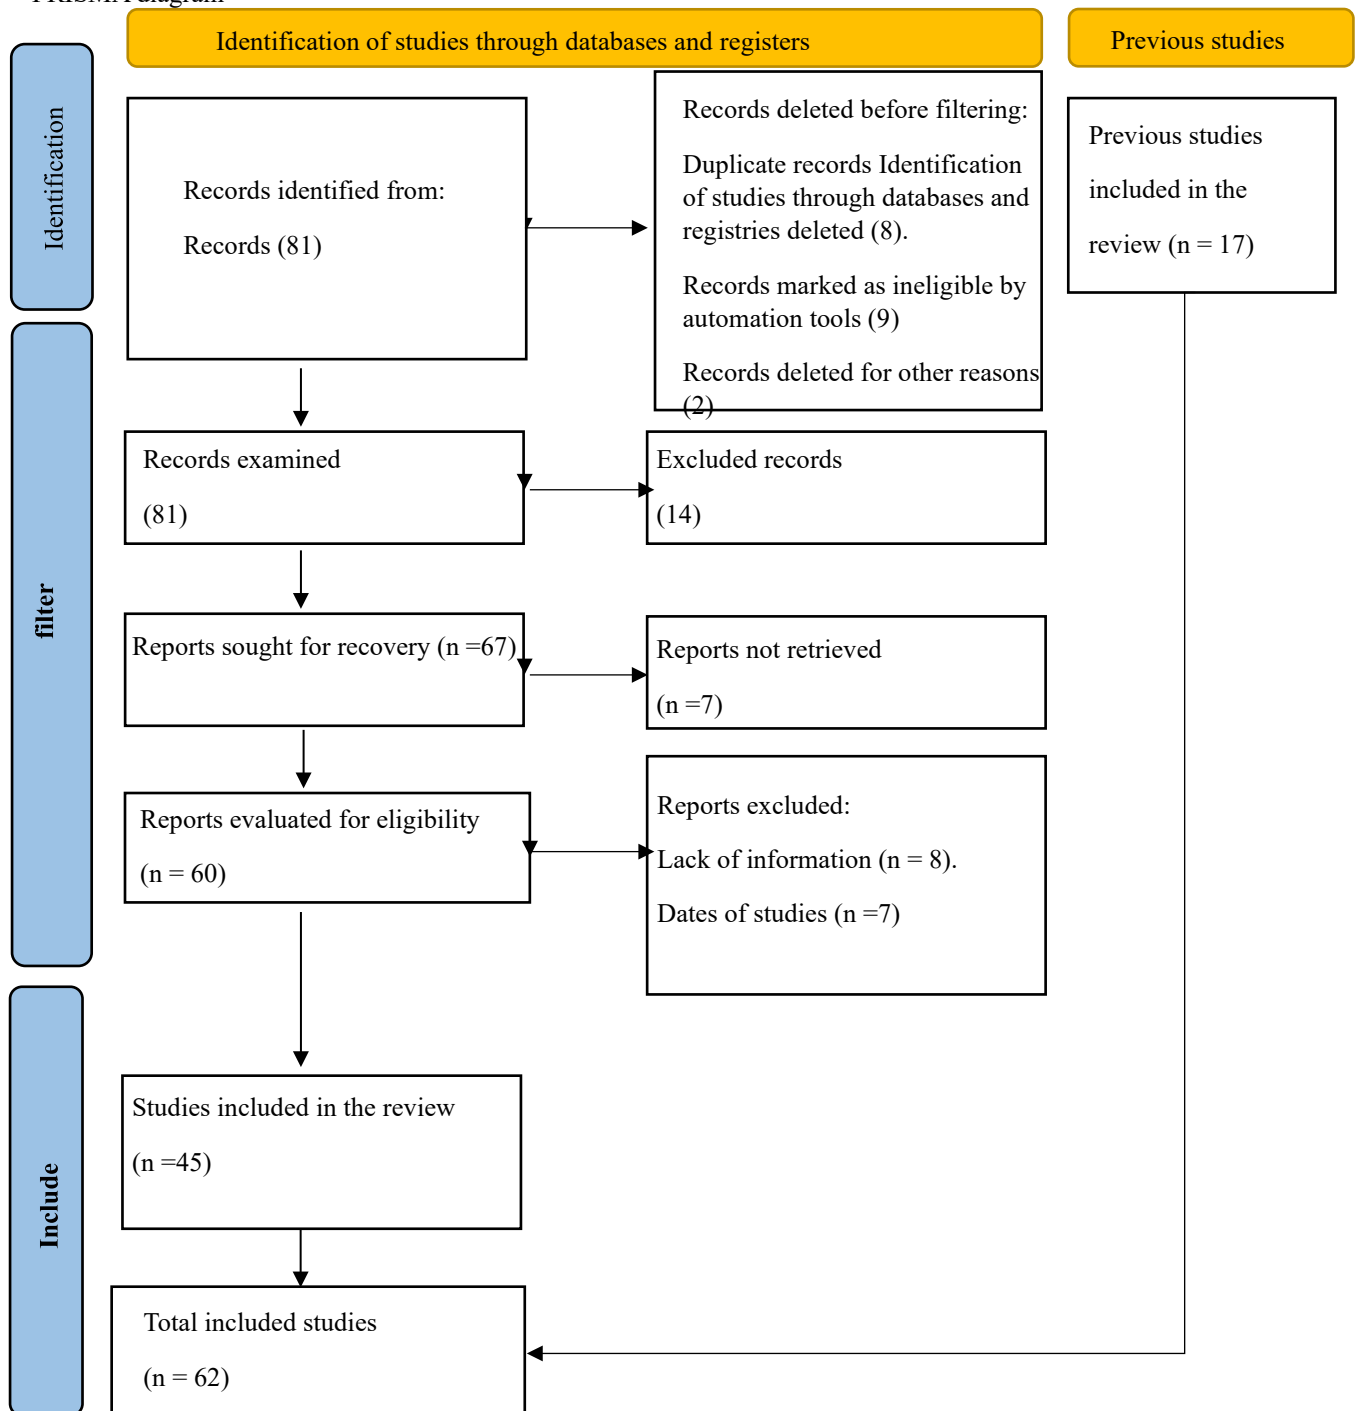 PRISMA diagram
Identification of studies through databases and registers
Previous studies
Identification
Records identified from:
Records (81)
Records deleted before filtering:
Duplicate records Identification
of studies through databases and
registries deleted (8).
Records marked as ineligible by
automation tools (9)
Records deleted for other reasons
(2)
Previous studies
included in the
review (n = 17)
filter
Records examined
(81)
Excluded records
(14)
Reports sought for recovery (n =67)
Reports not retrieved
(n =7)
Reports evaluated for eligibility
(n = 60)
Reports excluded:
Lack of information (n = 8).
Dates of studies (n =7)
Include
Studies included in the review
(n =45)
Total included studies
(n = 62)